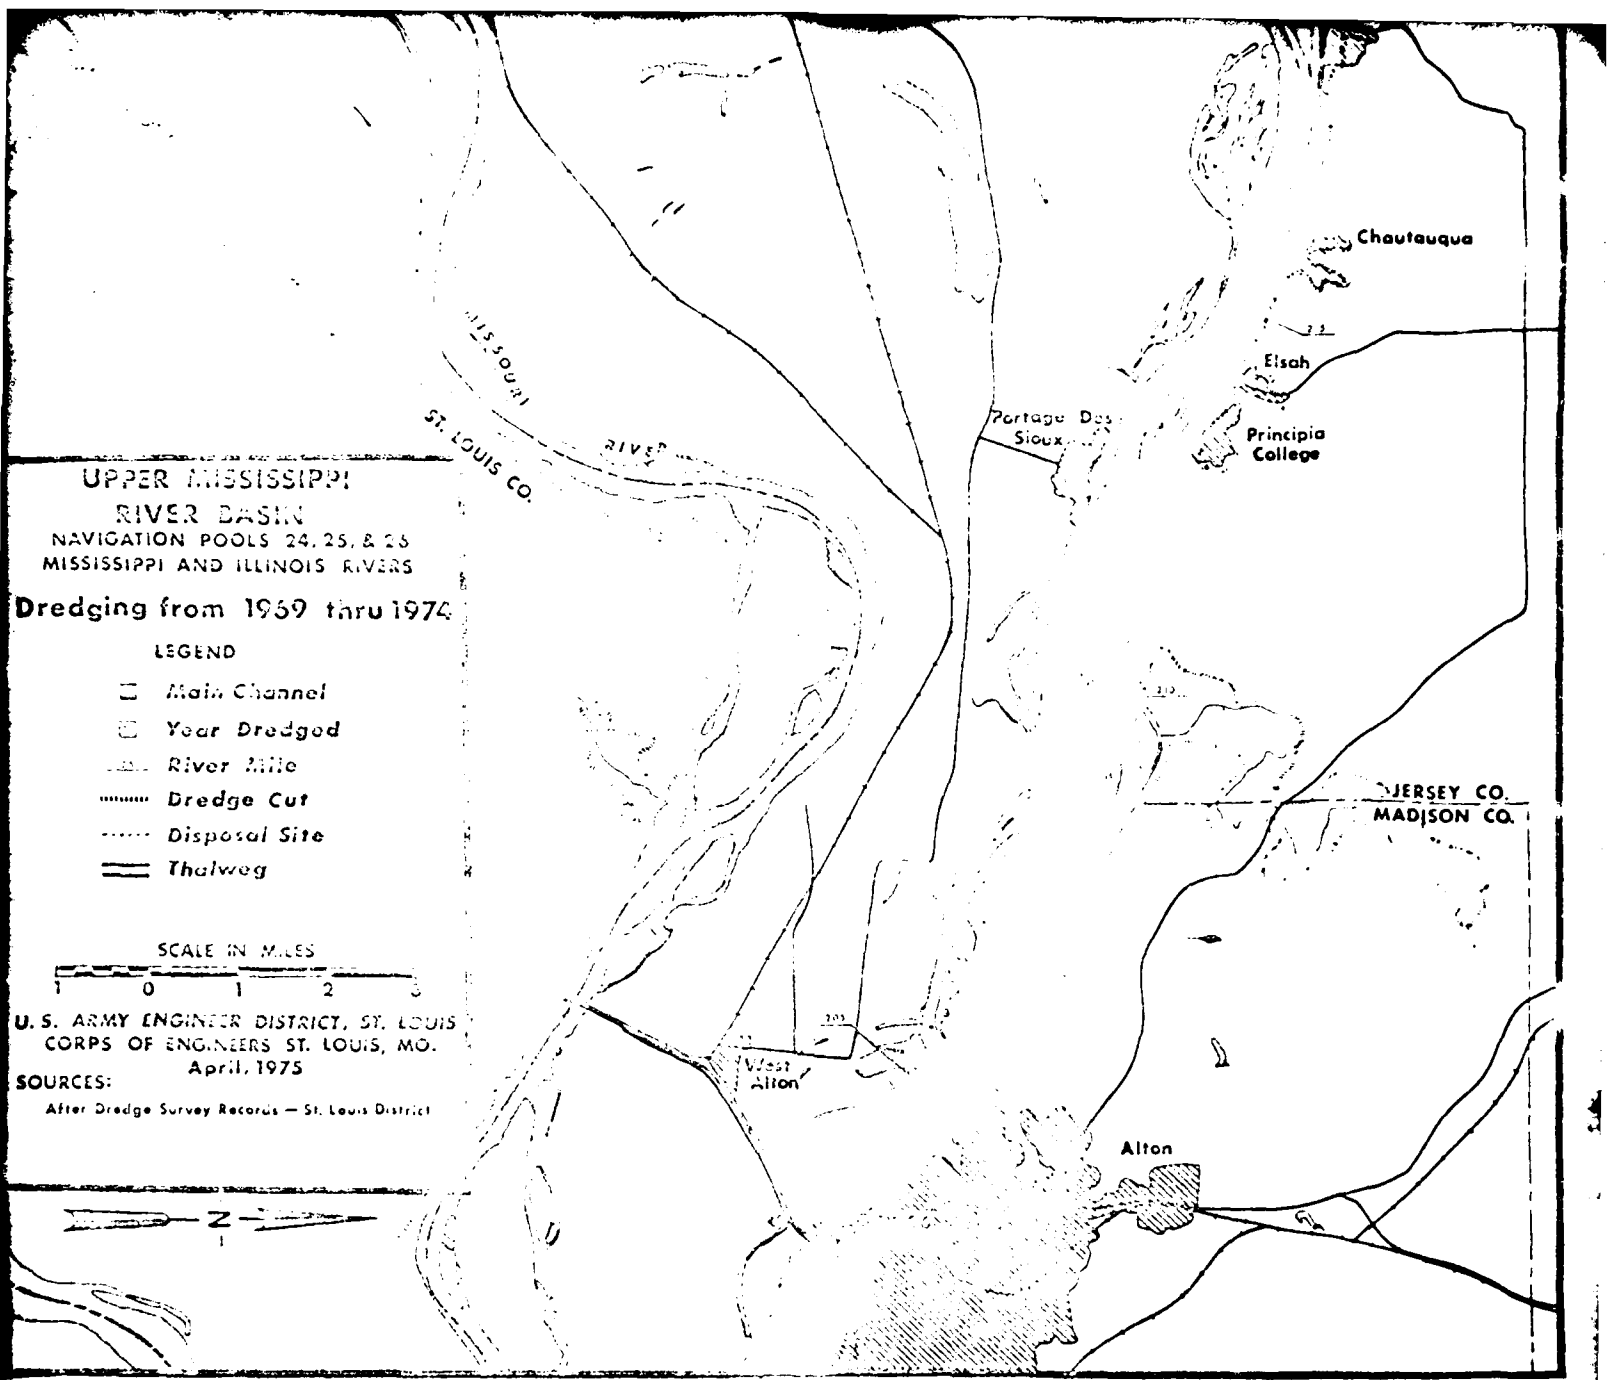 UPPER MISSISSIPPI
RIVER BASIN
NAVIGATION POOLS 24, 25, & 26
MISSISSIPPI AND ILLINOIS RIVERS
Dredging from 1969 thru 1974
LEGEND
Main Channel
Year Dredged
River Mile
Dredge Cut
Disposal Site
Thalweg
SCALE IN MILES
1 0 1 2 3
U. S. ARMY ENGINEER DISTRICT, ST. LOUIS
CORPS OF ENGINEERS ST. LOUIS, MO.
April, 1975
SOURCES:
After Dredge Survey Records — St. Louis District
N
MISSOURI
RIVER
ST. LOUIS CO.
Chautauqua
215
Elsah
Portage Des
Sioux
Principia
College
210
JERSEY CO.
MADISON CO.
205
West
Alton
Alton